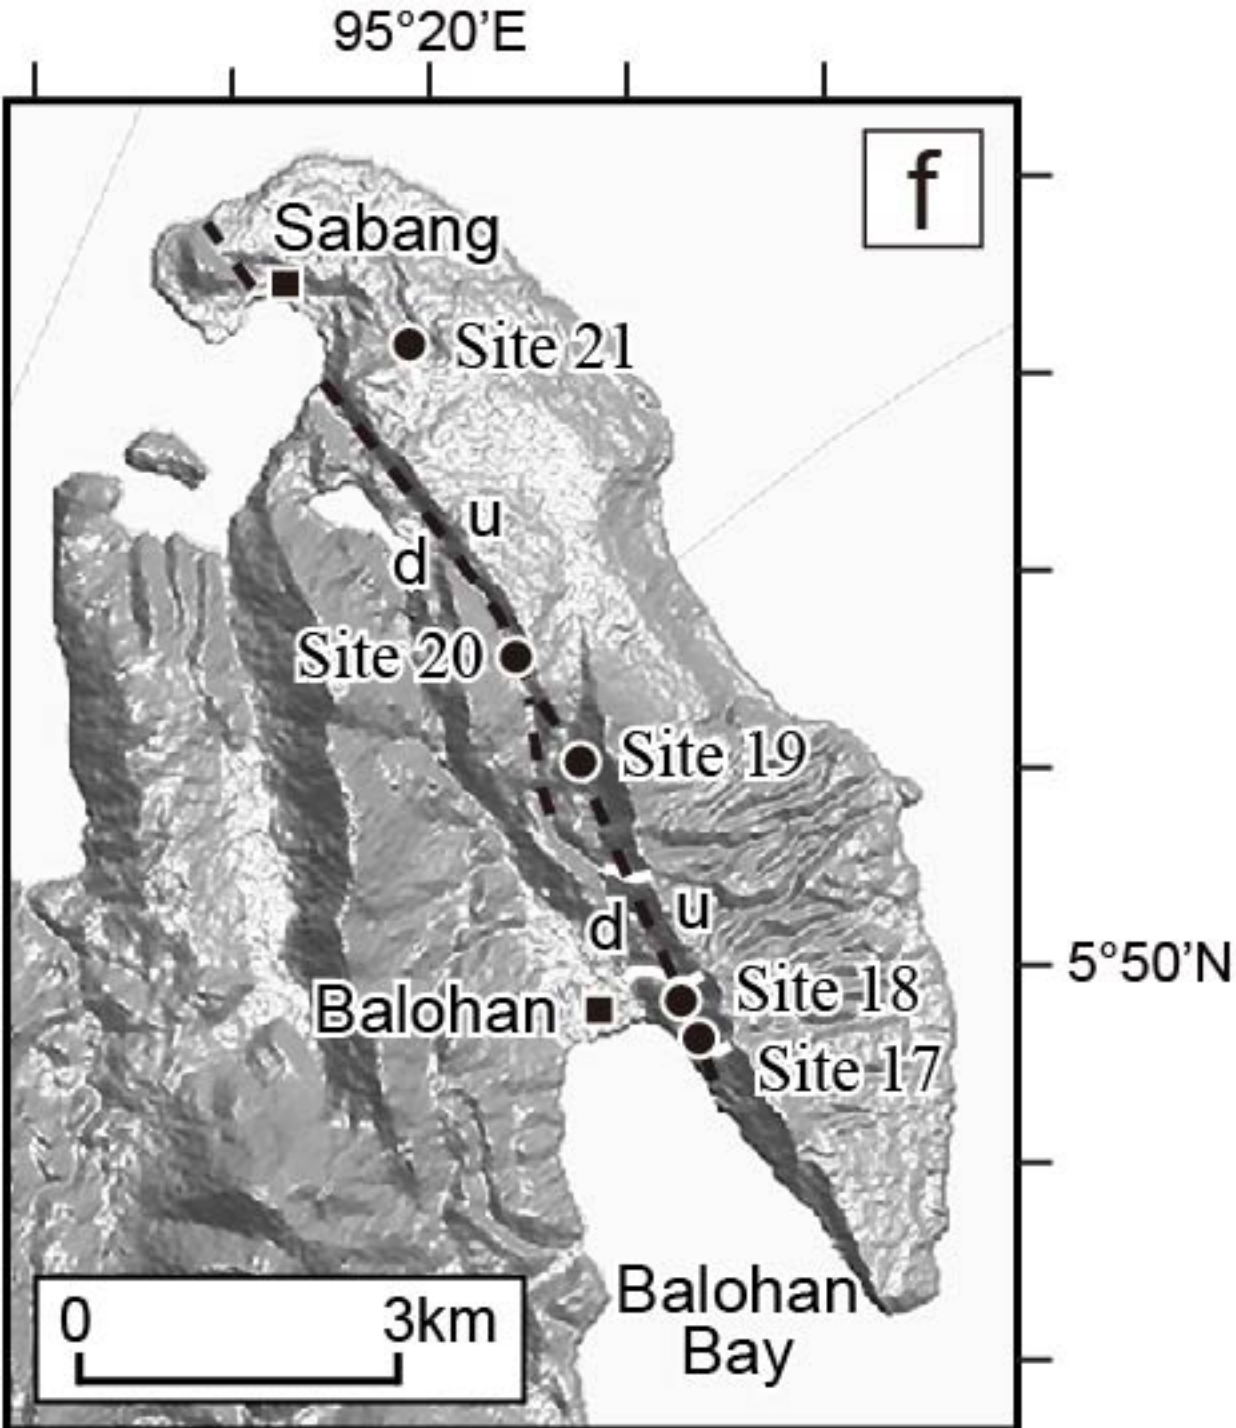 95°20’E
f
Sabang
Site 21
u
d
Site 20
Site 19
u
d
5°50’N
Site 18
Balohan
Site 17
Balohan
Bay
0 3km